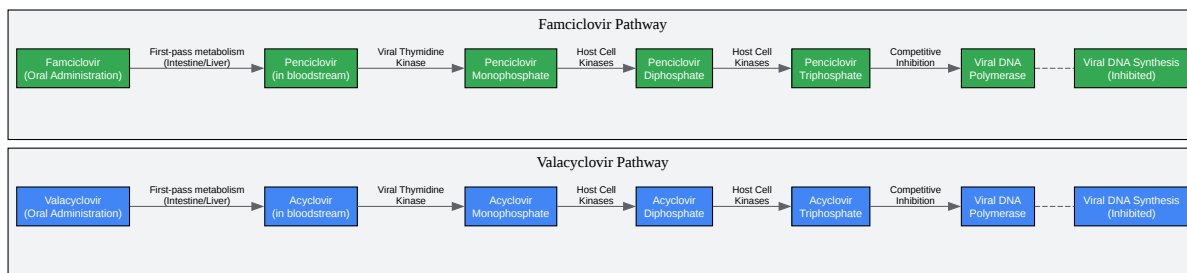 Famciclovir Pathway
Famciclovir
(Oral Administration)
First-pass metabolism
(Intestine/Liver)
Penciclovir
(in bloodstream)
Viral Thymidine
Kinase
Penciclovir
Monophosphate
Host Cell
Kinases
Penciclovir
Diphosphate
Host Cell
Kinases
Penciclovir
Triphosphate
Competitive
Inhibition
Viral DNA
Polymerase
Viral DNA Synthesis
(Inhibited)
Valacyclovir Pathway
Valacyclovir
(Oral Administration)
First-pass metabolism
(Intestine/Liver)
Acyclovir
(in bloodstream)
Viral Thymidine
Kinase
Acyclovir
Monophosphate
Host Cell
Kinases
Acyclovir
Diphosphate
Host Cell
Kinases
Acyclovir
Triphosphate
Competitive
Inhibition
Viral DNA
Polymerase
Viral DNA Synthesis
(Inhibited)